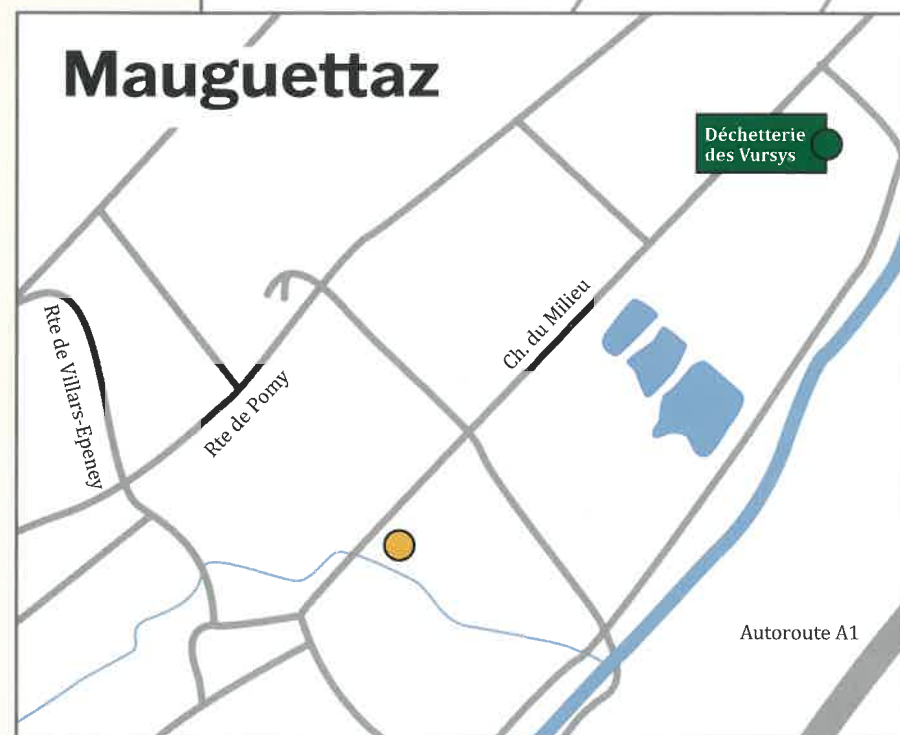 Mauguettaz
Déchetterie
des Vursys
Ch. du Milieu
Rte de Villars-Epeney
Rte de Pomy
Autoroute A1